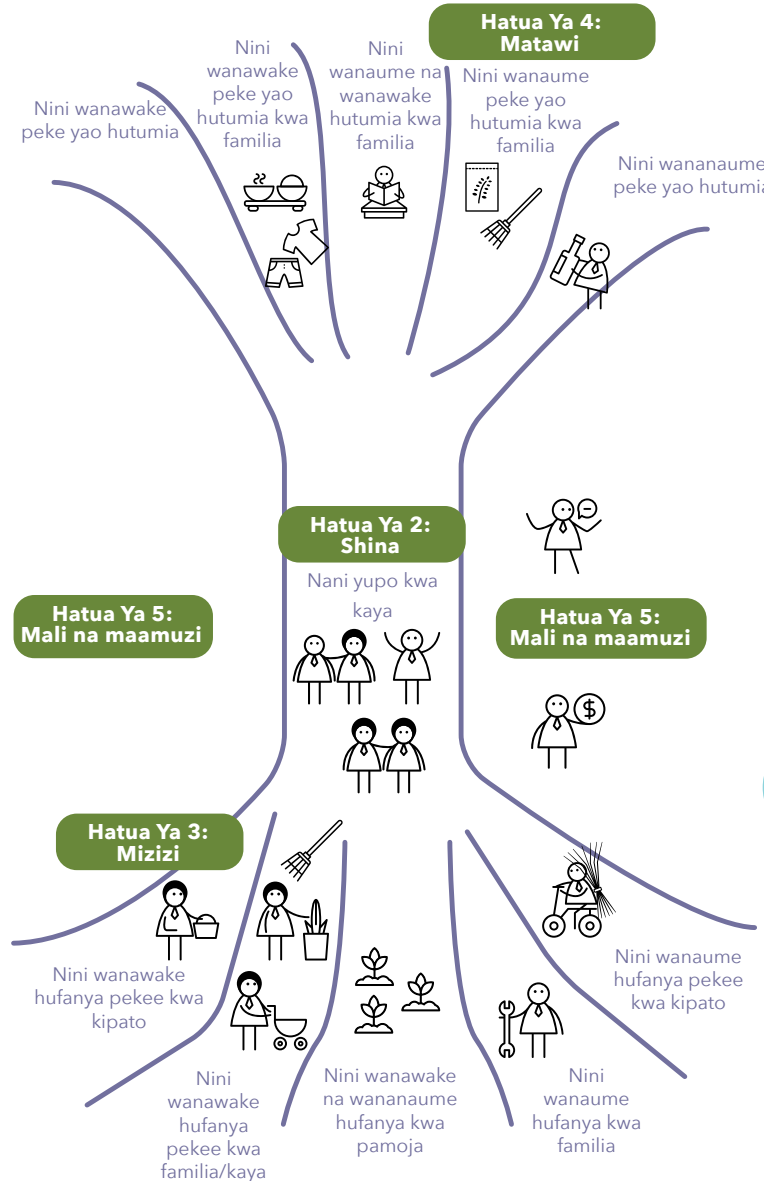 Hatua Ya 4:
Matawi
Nini wanawake
peke yao hutumia
Nini
wanawake
peke yao
hutumia kwa
familia
Nini
wanaume na
wanawake
hutumia kwa
familia
Nini wanaume
peke yao
hutumia kwa
familia
Nini wananaume
peke yao hutumia
Hatua Ya 2:
Shina
Nani yupo kwa
kaya
Hatua Ya 5:
Mali na maamuzi
Hatua Ya 5:
Mali na maamuzi
$
Hatua Ya 3:
Mizizi
Nini wanawake
hufanya pekee kwa
kipato
Nini
wanawake
hufanya
pekee kwa
familia/kaya
Nini wanawake
na wananaume
hufanya kwa
pamoja
Nini
wanaume
hufanya kwa
familia
Nini wanaume
hufanya pekee
kwa kipato